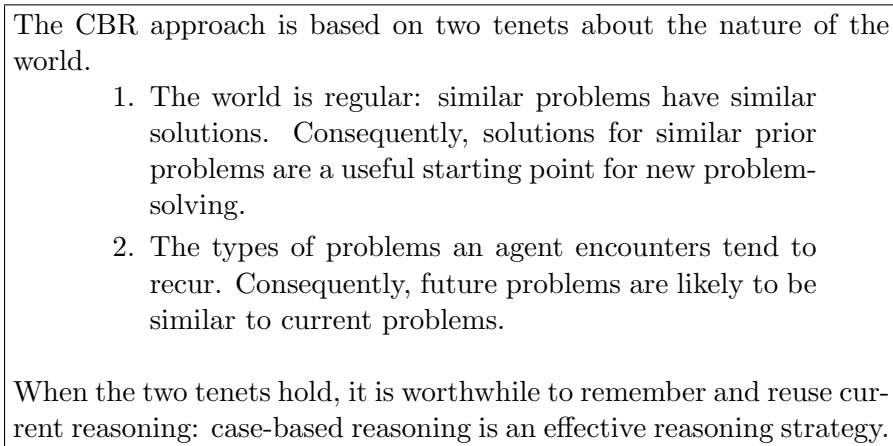 The CBR approach is based on two tenets about the nature of the
world.
1. The world is regular: similar problems have similar
solutions. Consequently, solutions for similar prior
problems are a useful starting point for new problem-
solving.
2. The types of problems an agent encounters tend to
recur. Consequently, future problems are likely to be
similar to current problems.
When the two tenets hold, it is worthwhile to remember and reuse cur-
rent reasoning: case-based reasoning is an effective reasoning strategy.